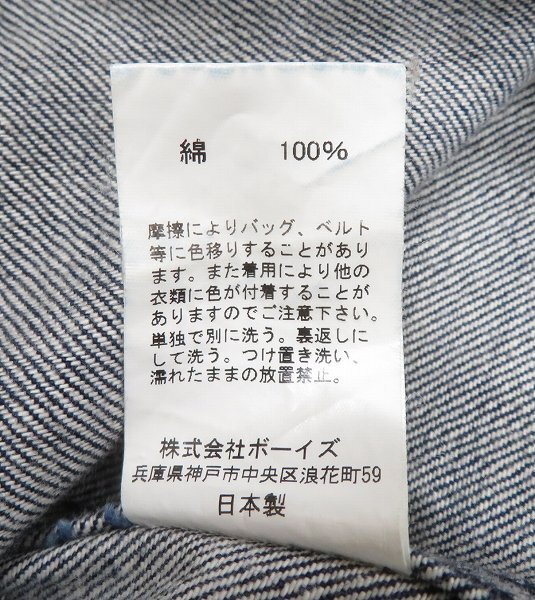 綿 100%
摩擦によりバッグ、ベルト
等に色移りすることがあり
ます。また着用により他の
衣類に色が付着することが
ありますのでご注意下さい。
単独で別に洗う。裏返しに
して洗う。つけ置き洗い、
濡れたままの放置禁止。
株式会社ボーイズ
兵庫県神戸市中央区浪花町59
日本製